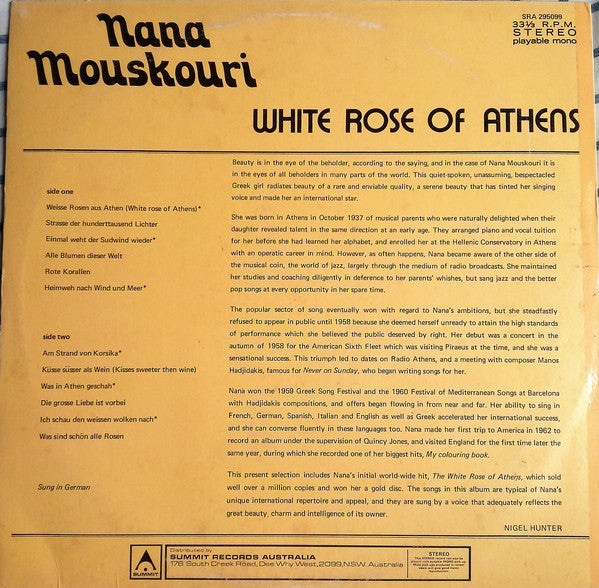 Nana
Mouskouri
SRA 295099
33⅓ R.P.M.
STEREO
playable mono
WHITE ROSE OF ATHENS
side one
Weisse Rosen aus Athen (White rose of Athens)*
Strasse der hunderttausend Lichter
Einmal weht der Sudwind wieder*
Alle Blumen dieser Welt
Rote Korallen
Heimweh nach Wind und Meer*
side two
Am Strand von Korsika*
Küsse süsser als Wein (Kisses sweeter then wine)
Was in Athen geschah*
Die grosse Liebe ist vorbei
Ich schau den weissen wolken nach*
Was sind schön alle Rosen
Sung in German
Beauty is in the eye of the beholder, according to the saying, and in the case of Nana Mouskouri it is
in the eyes of all beholders in many parts of the world. This quiet-spoken, unassuming, bespectacled
Greek girl radiates beauty of a rare and enviable quality, a serene beauty that has tinted her singing
voice and made her an international star.
She was born in Athens in October 1937 of musical parents who were naturally delighted when their
daughter revealed talent in the same direction at an early age. They arranged piano and vocal tuition
for her before she had learned her alphabet, and enrolled her at the Hellenic Conservatory in Athens
with an operatic career in mind. However, as often happens, Nana became aware of the other side of
the musical coin, the world of jazz, largely through the medium of radio broadcasts. She maintained
her studies and coaching diligently in deference to her parents' whishes, but sang jazz and the better
pop songs at every opportunity in her spare time.
The popular sector of song eventually won with regard to Nana's ambitions, but she steadfastly
refused to appear in public until 1958 because she deemed herself unready to attain the high standards
of performance which she believed the public deserved by right. Her debut was a concert in the
autumn of 1958 for the American Sixth Fleet which was visiting Piraeus at the time, and she was a
sensational success. This triumph led to dates on Radio Athens, and a meeting with composer Manos
Hadjidakis, famous for Never on Sunday, who began writing songs for her.
Nana won the 1959 Greek Song Festival and the 1960 Festival of Mediterranean Songs at Barcelona
with Hadjidakis compositions, and offers began flowing in from near and far. Her ability to sing in
French, German, Spanish, Italian and English as well as Greek accelerated her international success,
and she can converse fluently in these languages too. Nana made her first trip to America in 1962 to
record an album under the supervision of Quincy Jones, and visited England for the first time later the
same year, during which she recorded one of her biggest hits, My colouring book.
This present selection includes Nana's initial world-wide hit, The White Rose of Athens, which sold
well over a million copies and won her a gold disc. The songs in this album are typical of Nana's
unique international repertoire and appeal, and they are sung by a voice that adequately reflects the
great beauty, charm and intelligence of its owner.
NIGEL HUNTER
SUMMIT
Distributed by
SUMMIT RECORDS AUSTRALIA
176 South Creek Road, Dee Why West, 2099, N.S.W. Australia
STEREO